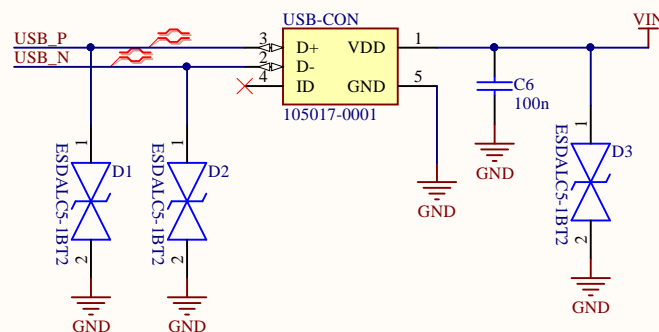 USB-CON
VIN
USB_P
3
D+
VDD
1
USB_N
2
D-
4
ID
GND
5
C6
100n
105017-0001
1
1
1
D1
D2
D3
ESDALC5-1BT2
ESDALC5-1BT2
ESDALC5-1BT2
GND
GND
2
2
2
GND
GND
GND